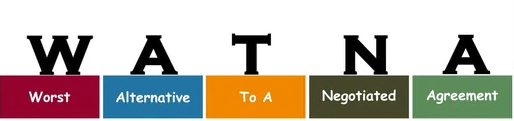 W A T N A
Worst Alternative To A Negotiated Agreement